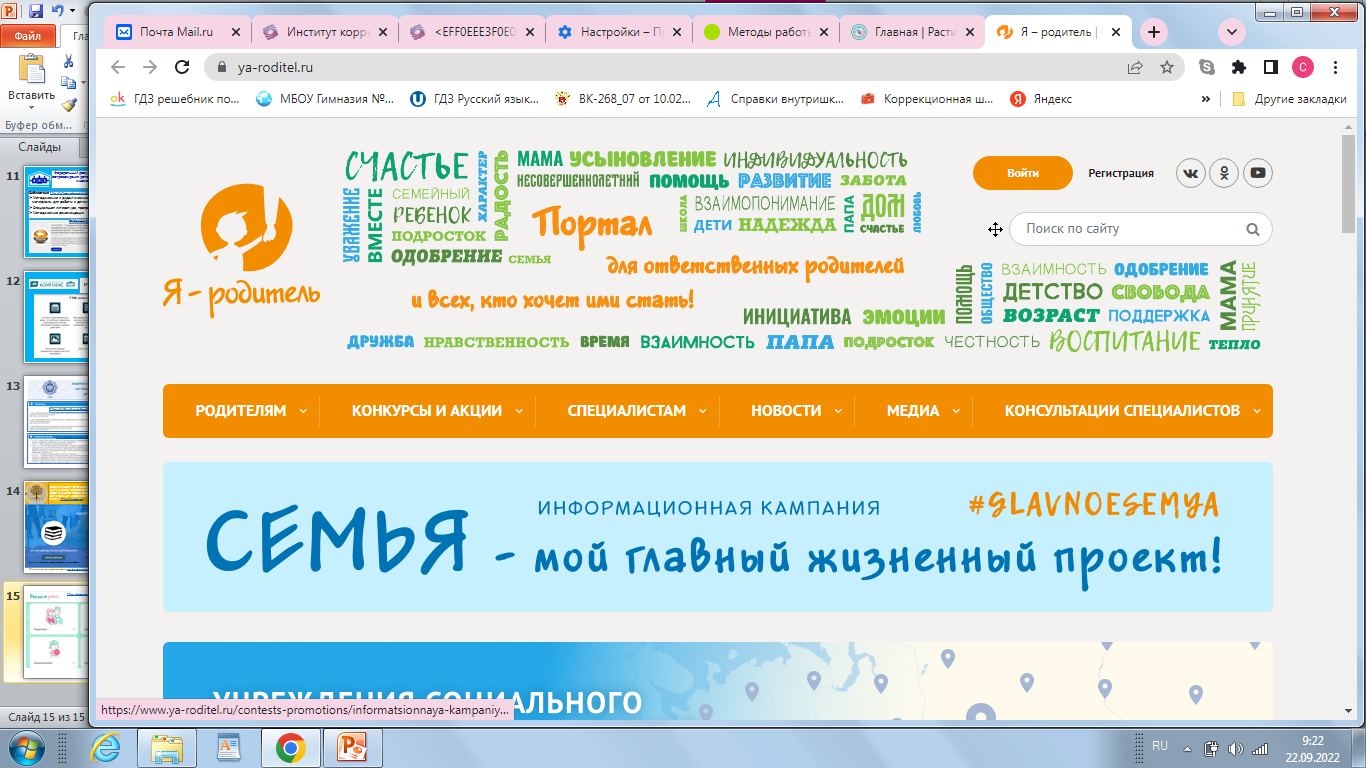 Файл
Гла
Вставить
Буфер обм...
Слайды
11
12
13
14
15
Слайд 15 из 15
Почта Mail.ru
Институт корре
<EFF0EEE3F0E0
Настройки – П
Методы работ
Главная | Расти
Я – родитель |
ya-roditel.ru
С
ГДЗ решебник по...
МБОУ Гимназия №...
ГДЗ Русский язык...
ВК-268_07 от 10.02...
Справки внутришк...
Коррекционная ш...
Яндекс
»
Другие закладки
Я - родитель
СЧАСТЬЕ
ХАРАКТЕР
РАДОСТЬ
МАМА УСЫНОВЛЕНИЕ ИНДИВИДУАЛЬНОСТЬ
НЕСОВЕРШЕННОЛЕТНИЙ ПОМОЩЬ РАЗВИТИЕ ЗАБОТА
УВАЖЕНИЕ
ВМЕСТЕ
СЕМЕЙНЫЙ
РЕБЕНОК
ПОДРОСТОК
ОДОБРЕНИЕ СЕМЬЯ
ШКОЛА
ВЗАИМОПОНИМАНИЕ
ДЕТИ НАДЕЖДА
ПАПА
ДОМ
СЧАСТЬЕ
ЛЮБОВЬ
Портал
для ответственных родителей
и всех, кто хочет ими стать!
Войти
Регистрация
Поиск по сайту
ПОМОЩЬ
ОБЩЕСТВО
ВЗАИМНОСТЬ ОДОБРЕНИЕ
ДЕТСТВО СВОБОДА
ВОЗРАСТ ПОДДЕРЖКА
МАМА
ПРИНЯТИЕ
ИНИЦИАТИВА ЭМОЦИИ
ДРУЖБА НРАВСТВЕННОСТЬ ВРЕМЯ ВЗАИМНОСТЬ ПАПА ПОДРОСТОК ЧЕСТНОСТЬ ВОСПИТАНИЕ ТЕПЛО
РОДИТЕЛЯМ
КОНКУРСЫ И АКЦИИ
СПЕЦИАЛИСТАМ
НОВОСТИ
МЕДИА
КОНСУЛЬТАЦИИ СПЕЦИАЛИСТОВ
ИНФОРМАЦИОННАЯ КАМПАНИЯ
#GLAVNOESEMYA
СЕМЬЯ - мой главный жизненный проект!
УЧРЕЖДЕНИЯ СОЦИАЛЬНОГО
https://www.ya-roditel.ru/contests-promotions/informatsionnaya-kampaniy...
RU
9:22
22.09.2022